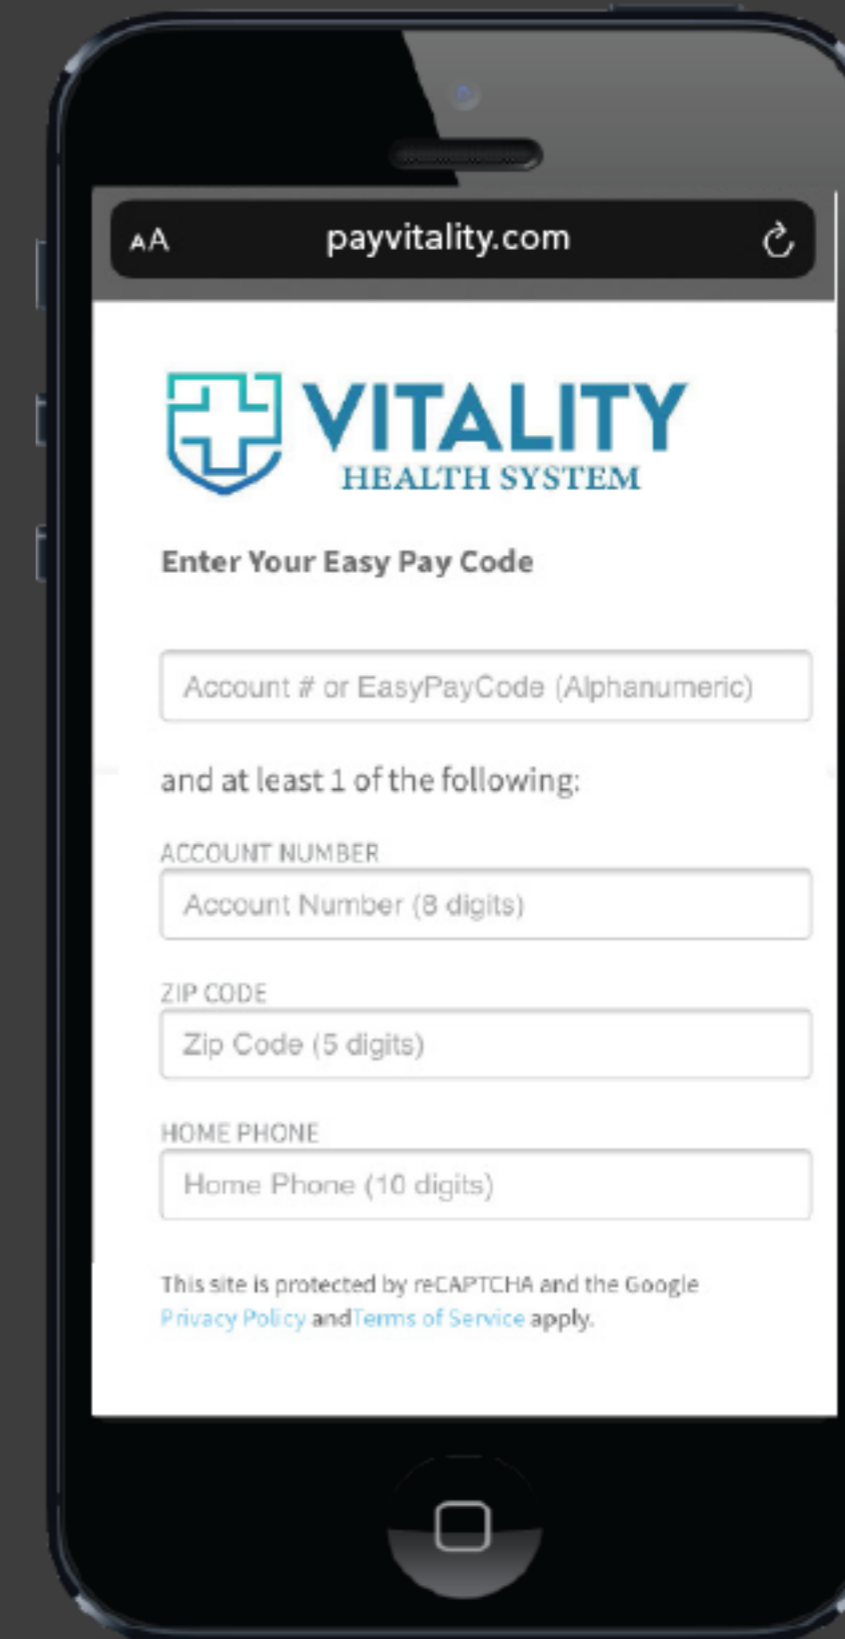 AA payvitality.com
VITALITY
HEALTH SYSTEM
Enter Your Easy Pay Code
Account # or EasyPayCode (Alphanumeric)
and at least 1 of the following:
ACCOUNT NUMBER
Account Number (8 digits)
ZIP CODE
Zip Code (5 digits)
HOME PHONE
Home Phone (10 digits)
This site is protected by reCAPTCHA and the Google
Privacy Policy andTerms of Service apply.